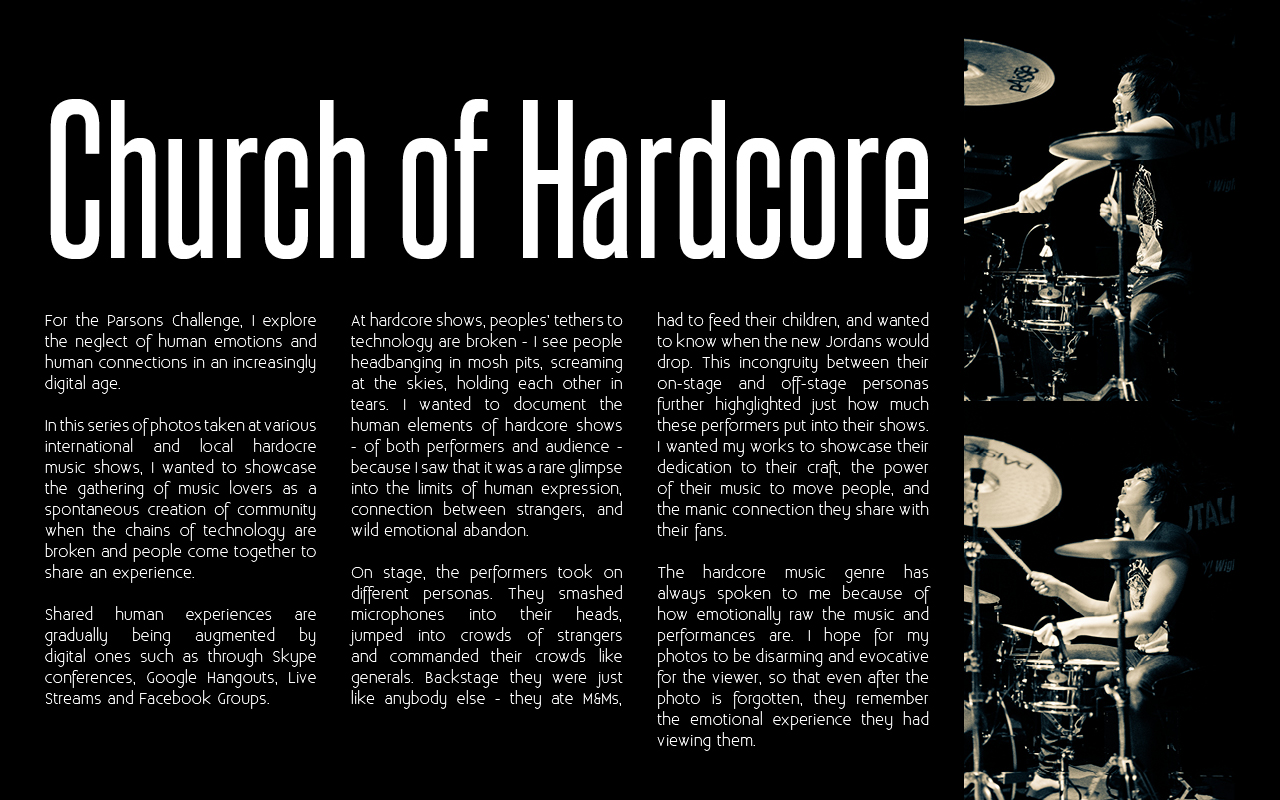 Church of Hardcore
For the Parsons Challenge, I explore
the neglect of human emotions and
human connections in an increasingly
digital age.
In this series of photos taken at various
international and local hardocre
music shows, I wanted to showcase
the gathering of music lovers as a
spontaneous creation of community
when the chains of technology are
broken and people come together to
share an experience.
Shared human experiences are
gradually being augmented by
digital ones such as through Skype
conferences, Google Hangouts, Live
Streams and Facebook Groups.
At hardcore shows, peoples' tethers to
technology are broken - I see people
headbanging in mosh pits, screaming
at the skies, holding each other in
tears. I wanted to document the
human elements of hardcore shows
- of both performers and audience -
because I saw that it was a rare glimpse
into the limits of human expression,
connection between strangers, and
wild emotional abandon.
On stage, the performers took on
different personas. They smashed
microphones into their heads,
jumped into crowds of strangers
and commanded their crowds like
generals. Backstage they were just
like anybody else - they ate M&Ms,
had to feed their children, and wanted
to know when the new Jordans would
drop. This incongruity between their
on-stage and off-stage personas
further highglighted just how much
these performers put into their shows.
I wanted my works to showcase their
dedication to their craft, the power
of their music to move people, and
the manic connection they share with
their fans.
The hardcore music genre has
always spoken to me because of
how emotionally raw the music and
performances are. I hope for my
photos to be disarming and evocative
for the viewer, so that even after the
photo is forgotten, they remember
the emotional experience they had
viewing them.
PAISTE
PAISTE